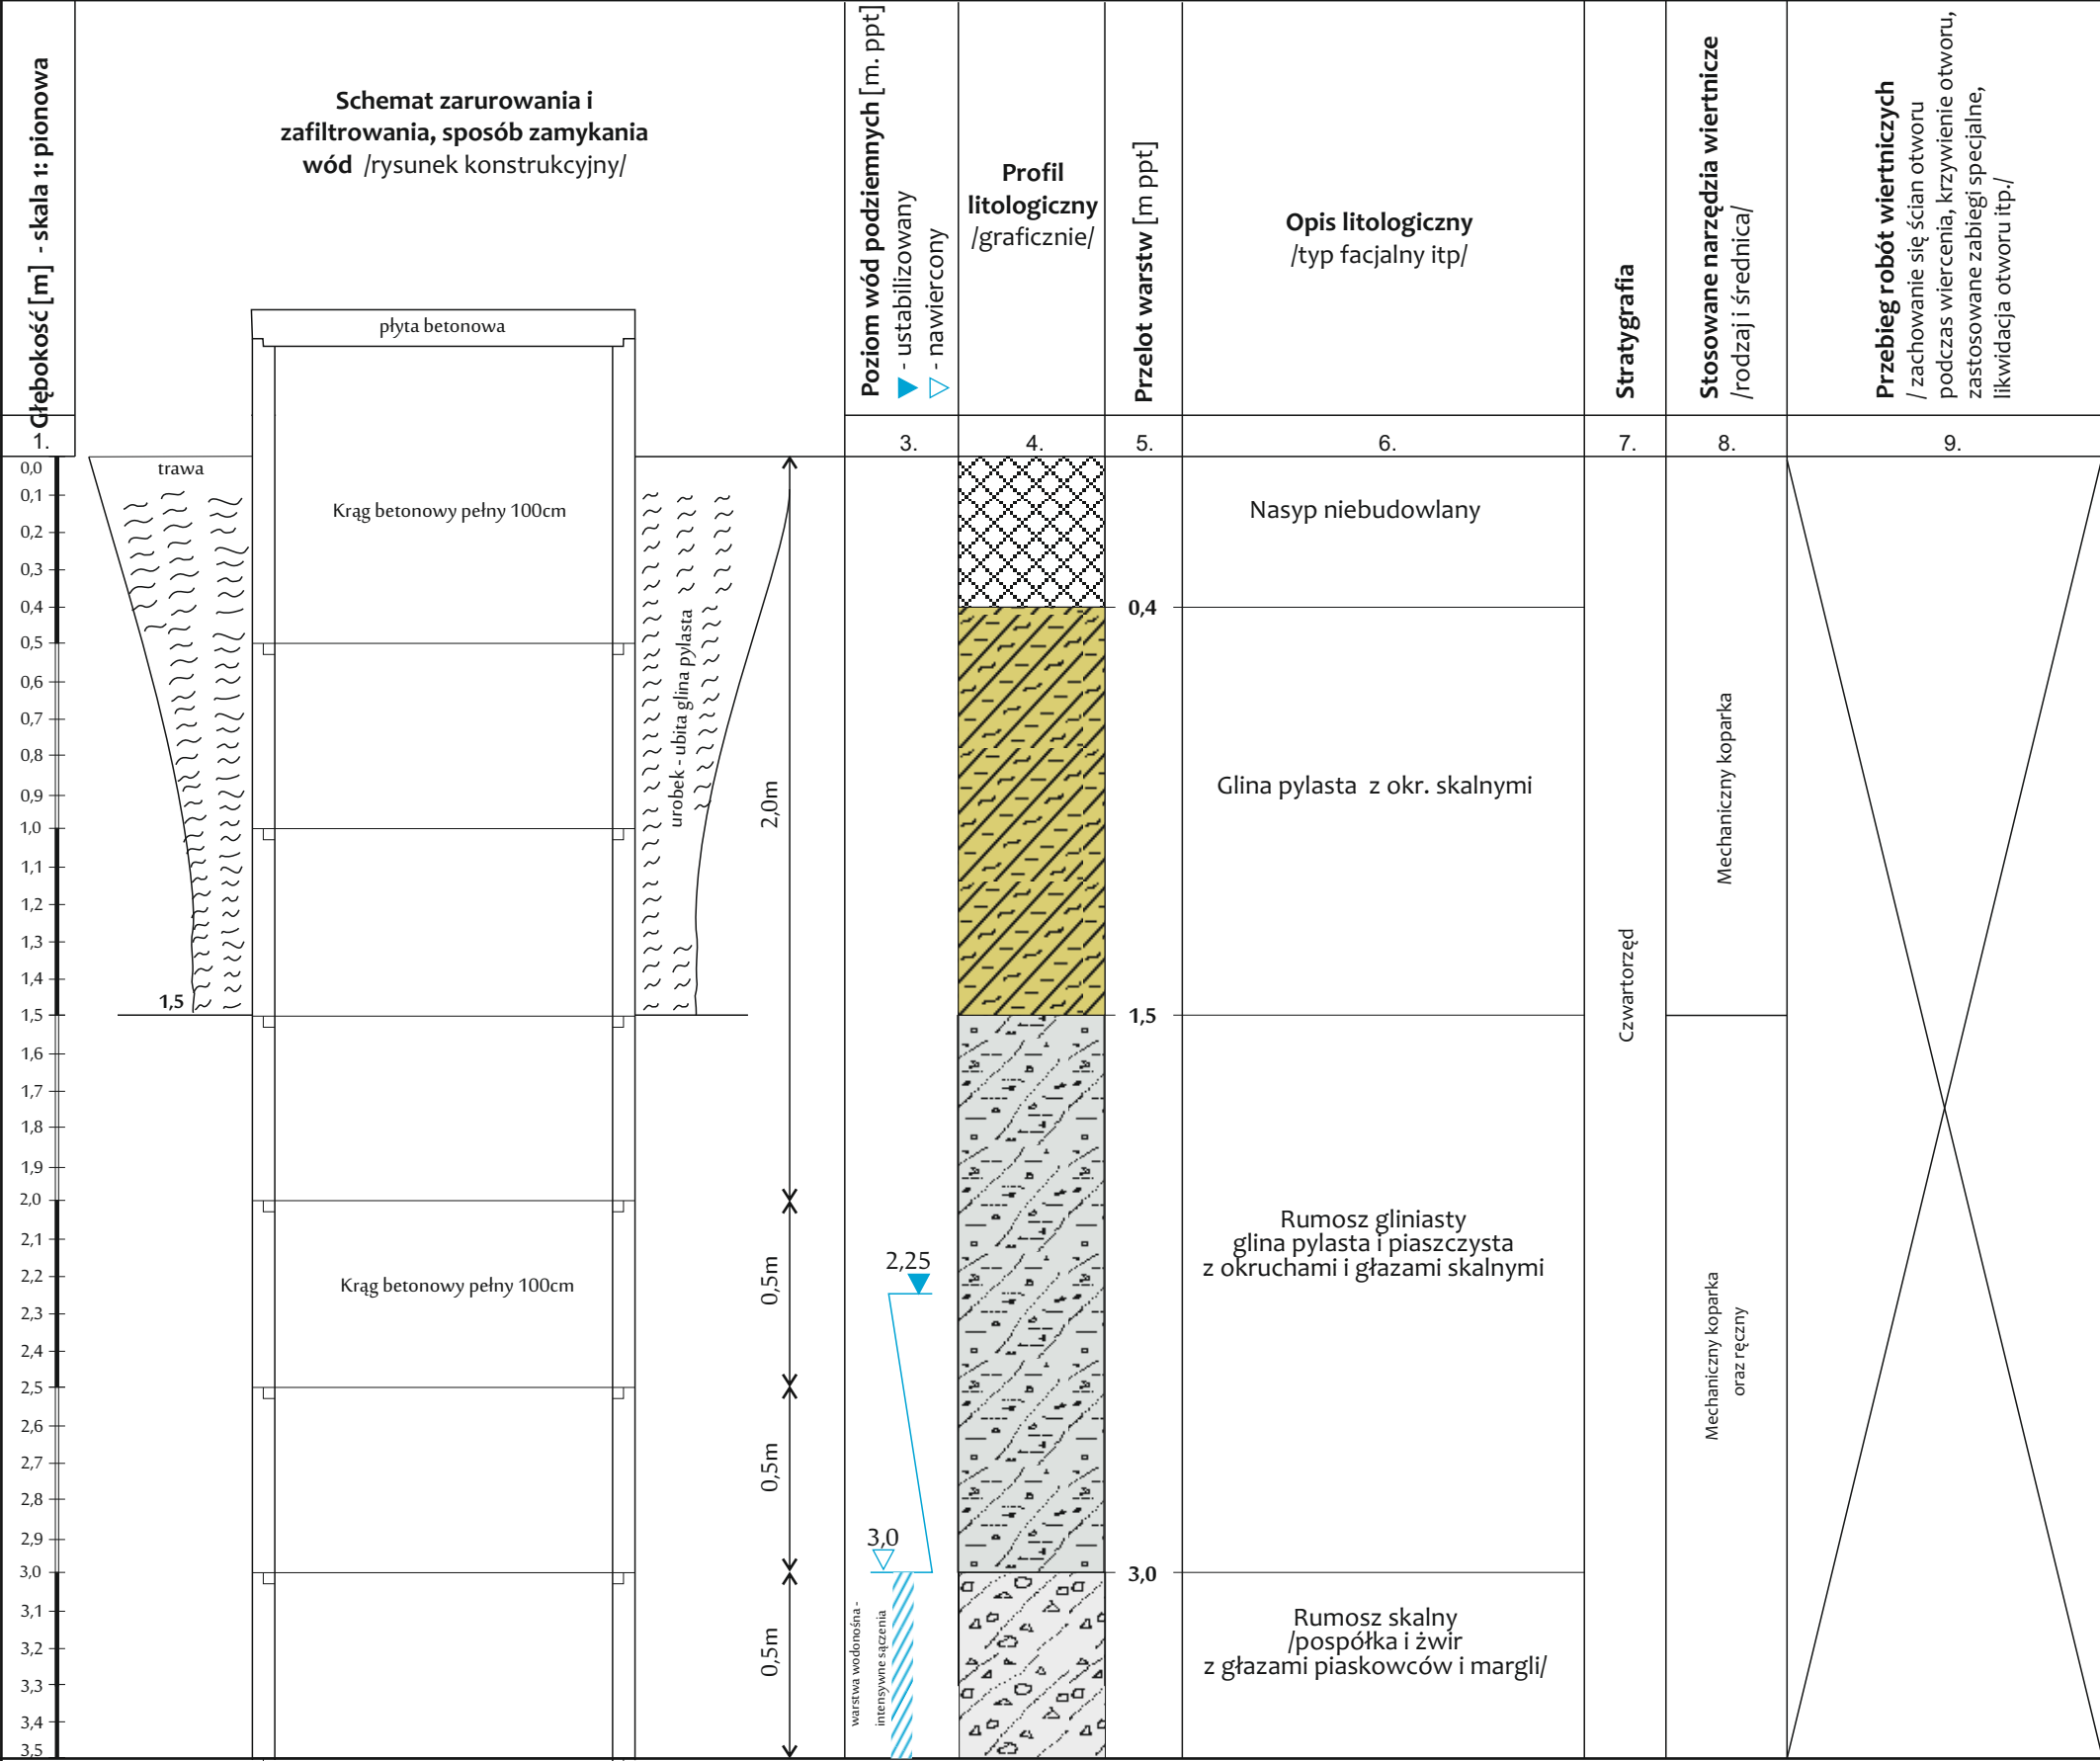 Głębokość [m] - skala 1: pionowa
Schemat zarurowania i
zafiltrowania, sposób zamykania
wód /rysunek konstrukcyjny/
Poziom wód podziemnych [m. ppt]
- ustabilizowany
- nawiercony
Profil
litologiczny
/graficznie/
Przelot warstw [m ppt]
Opis litologiczny
/typ facjalny itp/
Stratygrafia
Stosowane narzędzia wiertnicze
/rodzaj i średnica/
Przebieg robót wiertniczych
/ zachowanie się ścian otworu
podczas wiercenia, krzywienie otworu,
zastosowane zabiegi specjalne,
likwidacja otworu itp./
1.
3.
4.
5.
6.
7.
8.
9.
0,0
0,1
0,2
0,3
0,4
0,5
0,6
0,7
0,8
0,9
1,0
1,1
1,2
1,3
1,4
1,5
1,6
1,7
1,8
1,9
2,0
2,1
2,2
2,3
2,4
2,5
2,6
2,7
2,8
2,9
3,0
3,1
3,2
3,3
3,4
3,5
płyta betonowa
trawa
Krąg betonowy pełny 100cm
urobek - ubita glina pylasta
1,5
Krąg betonowy pełny 100cm
2,0m
0,5m
0,5m
0,5m
2,25
3,0
warstwa wodonośna -
intensywne sączenia
0,4
1,5
3,0
Nasyp niebudowlany
Glina pylasta z okr. skalnymi
Rumosz gliniasty
glina pylasta i piaszczysta
z okruchami i głazami skalnymi
Rumosz skalny
/pospółka i żwir
z głazami piaskowców i margli/
Czwartorzęd
Mechaniczny koparka
Mechaniczny koparka
oraz ręczny